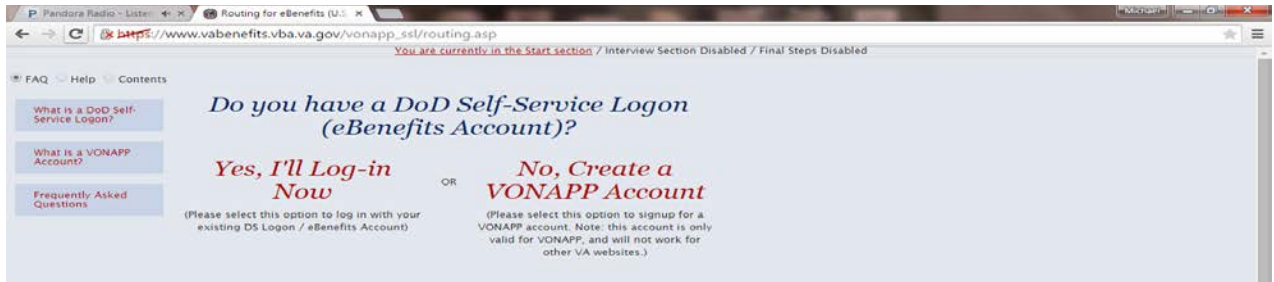 Pandora Radio - Listen
Routing for eBenefits (U.S
Michael
https://www.vabenefits.vba.va.gov/vonapp_ssl/routing.asp
You are currently in the Start section / Interview Section Disabled / Final Steps Disabled
FAQ Help Contents
What is a DoD Self-
Service Logon?
What is a VONAPP
Account?
Frequently Asked
Questions
Do you have a DoD Self-Service Logon
(eBenefits Account)?
Yes, I'll Log-in
Now
(Please select this option to log in with your
existing DS Logon / eBenefits Account)
OR
No, Create a
VONAPP Account
(Please select this option to signup for a
VONAPP account. Note: this account is only
valid for VONAPP, and will not work for
other VA websites.)